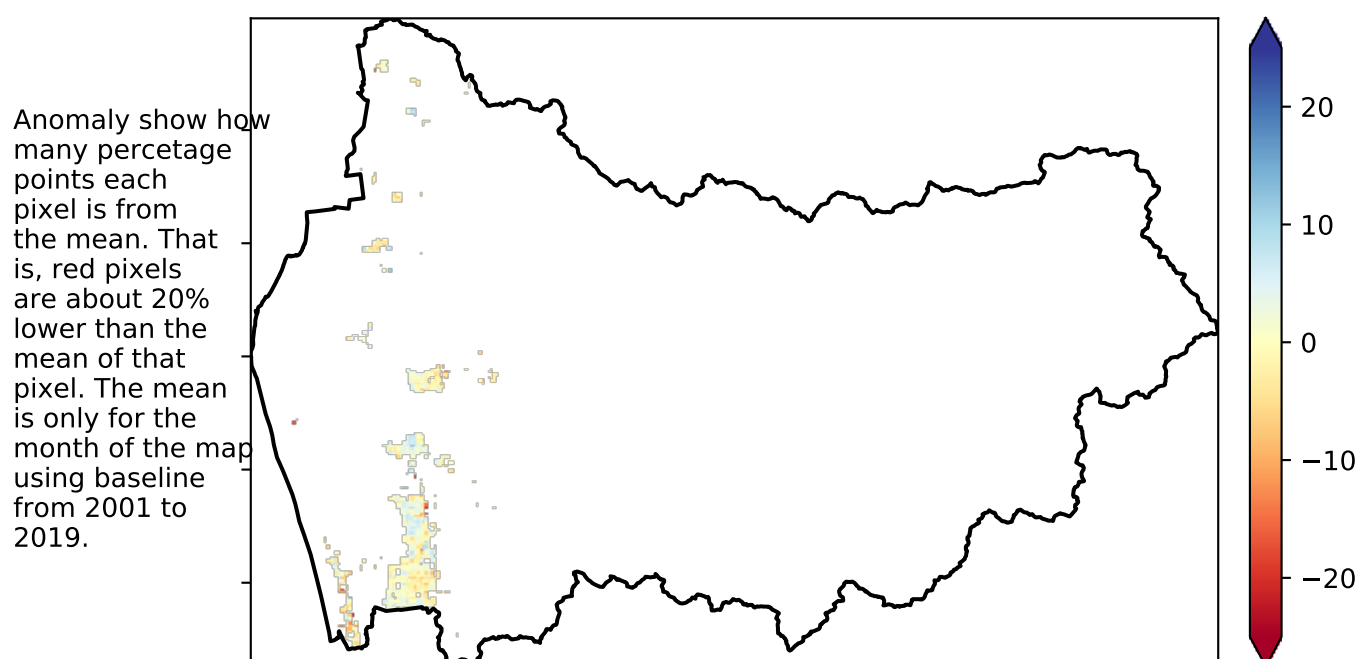 Anomaly show how
many percetage
points each
pixel is from
the mean. That
is, red pixels
are about 20%
lower than the
mean of that
pixel. The mean
is only for the
month of the map
using baseline
from 2001 to
2019.
20
10
0
−10
−20